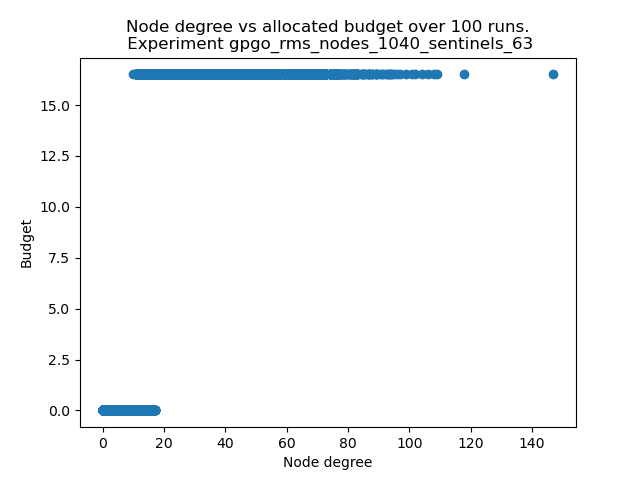 Node degree vs allocated budget over 100 runs.
Experiment gpgo_rms_nodes_1040_sentinels_63
15.0
12.5
10.0
7.5
5.0
2.5
0.0
Budget
0 20 40 60 80 100 120 140
Node degree